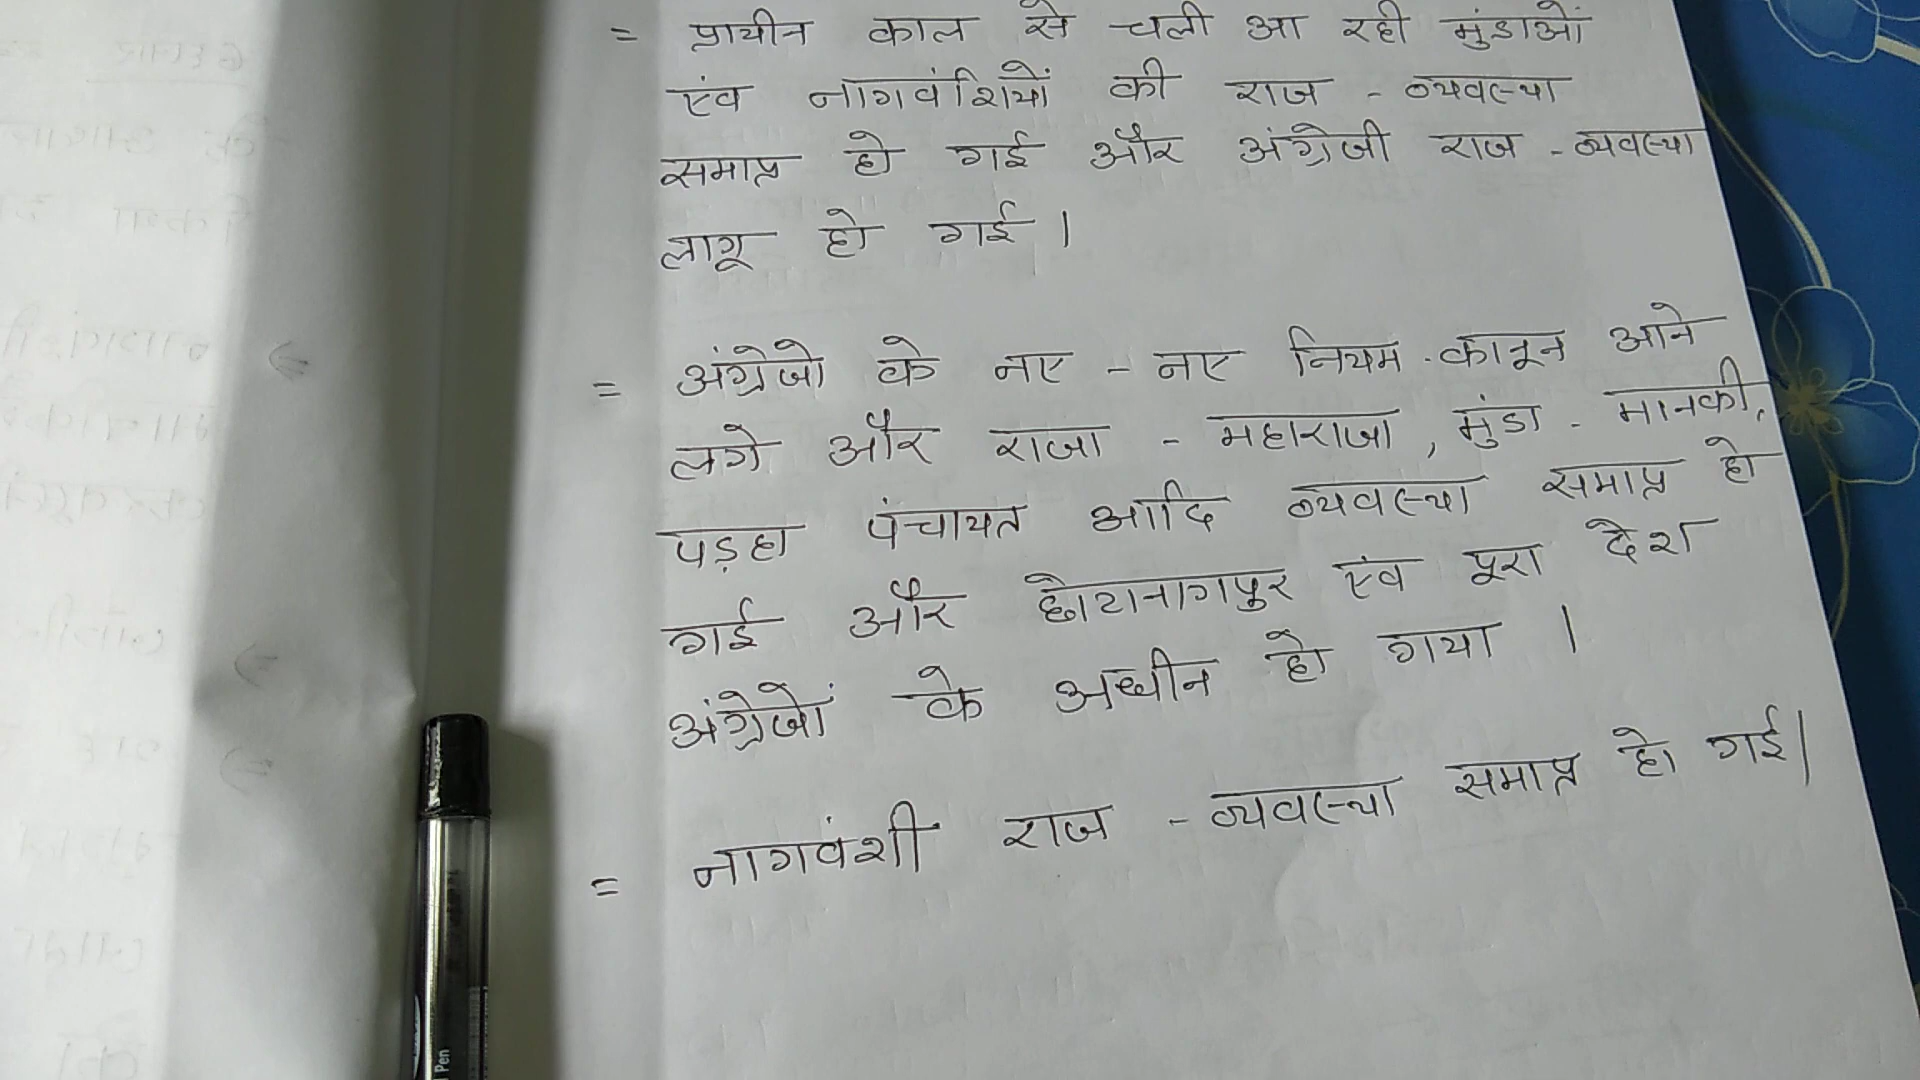 = प्राचीन काल से चली आ रही मुंडाओं
एंव नागवंशियों की राज - व्यवस्था
समाप्त हो गई और अंग्रेजी राज - व्यवस्था
लागू हो गई।
= अंग्रेजो के नए - नए नियम - कानून आने
लगे और राजा - महाराजा, मुंडा - मानकी,
पड़हा पंचायत आदि व्यवस्था समाप्त हो
गई और छोटानागपुर एंव पूरा देश
अंग्रेजों के अधीन हो गया ।
= नागवंशी राज - व्यवस्था समाप्त हो गई।
Pen